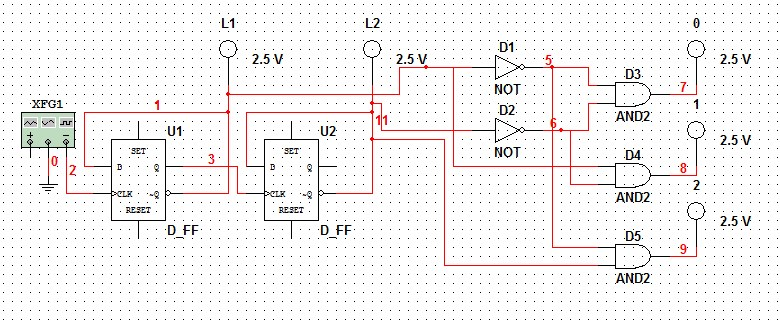 L1
2.5 V
L2
2.5 V
0
2.5 V
D1
5
NOT
D3
7
AND2
XFG1
1
0
2
U1
SET
D
Q
CLK
~Q
RESET
D_FF
3
U2
SET
D
Q
CLK
~Q
RESET
D_FF
11
D2
6
NOT
1
2.5 V
D4
8
AND2
2
2.5 V
D5
9
AND2